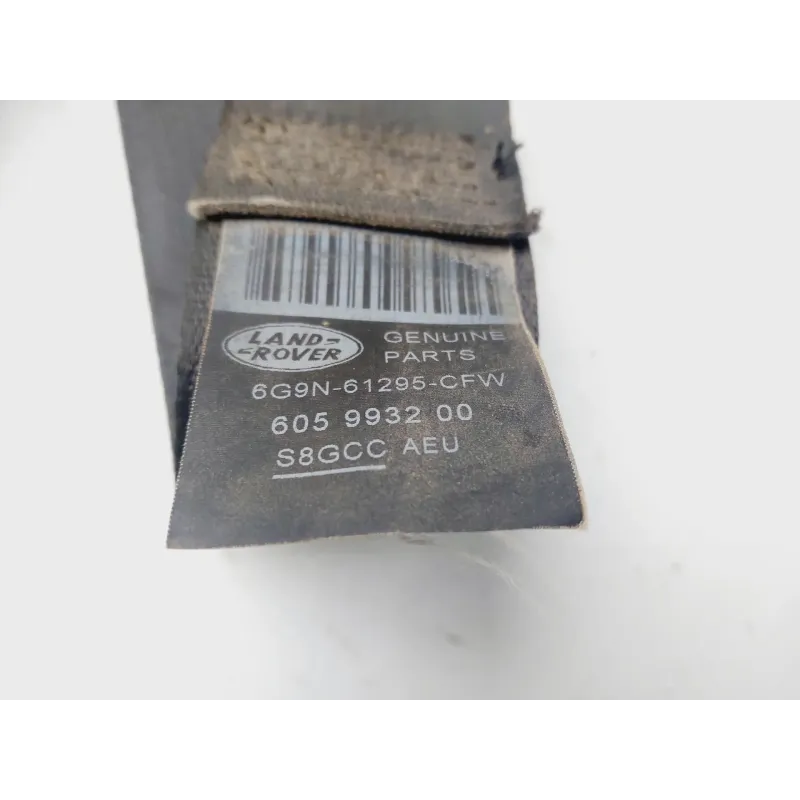 LAND-
-ROVER
GENUINE
PARTS
6G9N-61295-CFW
605 9932 00
S8GCC AEU